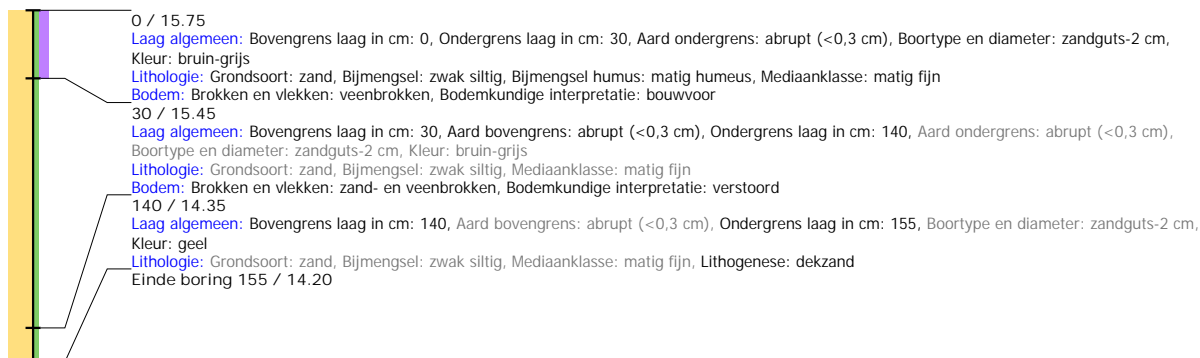 0 / 15.75
Laag algemeen: Bovengrens laag in cm: 0, Ondergrens laag in cm: 30, Aard ondergrens: abrupt (<0,3 cm), Boortype en diameter: zandguts-2 cm,
Kleur: bruin-grijs
Lithologie: Grondsoort: zand, Bijmengsel: zwak siltig, Bijmengsel humus: matig humeus, Mediaanklasse: matig fijn
Bodem: Brokken en vlekken: veenbrokken, Bodemkundige interpretatie: bouwvoor
30 / 15.45
Laag algemeen: Bovengrens laag in cm: 30, Aard bovengrens: abrupt (<0,3 cm), Ondergrens laag in cm: 140, Aard ondergrens: abrupt (<0,3 cm),
Boortype en diameter: zandguts-2 cm, Kleur: bruin-grijs
Lithologie: Grondsoort: zand, Bijmengsel: zwak siltig, Mediaanklasse: matig fijn
Bodem: Brokken en vlekken: zand- en veenbrokken, Bodemkundige interpretatie: verstoord
140 / 14.35
Laag algemeen: Bovengrens laag in cm: 140, Aard bovengrens: abrupt (<0,3 cm), Ondergrens laag in cm: 155, Boortype en diameter: zandguts-2 cm,
Kleur: geel
Lithologie: Grondsoort: zand, Bijmengsel: zwak siltig, Mediaanklasse: matig fijn, Lithogenese: dekzand
Einde boring 155 / 14.20